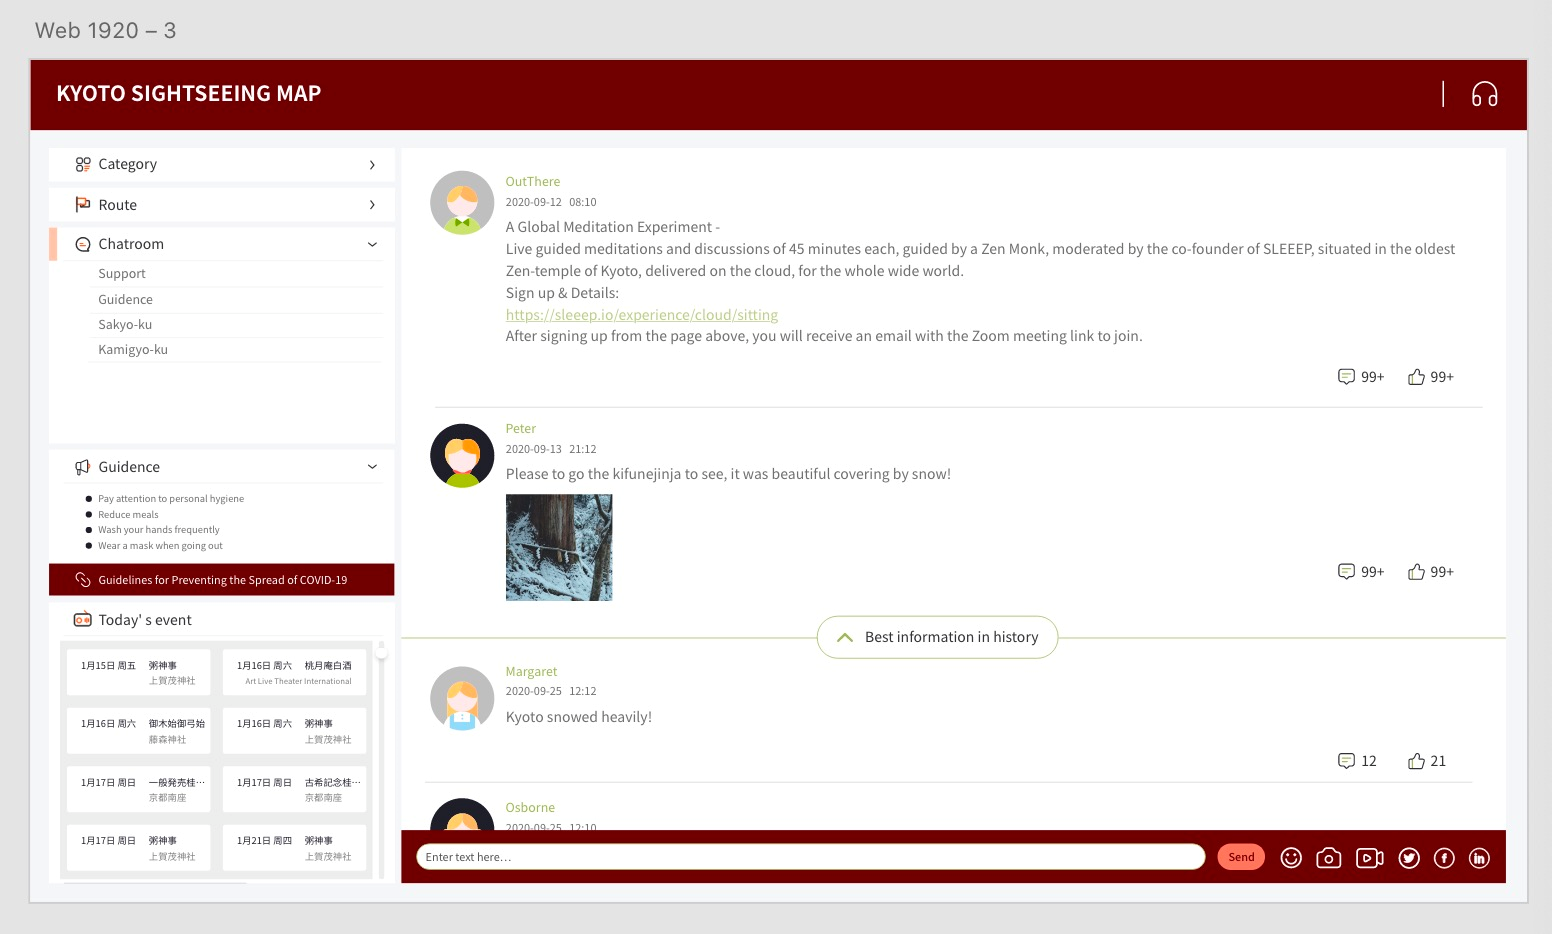 Web 1920 – 3
KYOTO SIGHTSEEING MAP
Category
Route
Chatroom
Support
Guidence
Sakyo-ku
Kamigyo-ku
Guidence
Pay attention to personal hygiene
Reduce meals
Wash your hands frequently
Wear a mask when going out
Guidelines for Preventing the Spread of COVID-19
Today' s event
1月15日 周五 粥神事
上賀茂神社
1月16日 周六 桃月庵白酒
Art Live Theater International
1月16日 周六 御木始御弓始
藤森神社
1月16日 周六 粥神事
上賀茂神社
1月17日 周日 一般発売桂…
京都南座
1月17日 周日 古希記念桂…
京都南座
1月17日 周日 粥神事
上賀茂神社
1月21日 周四 粥神事
上賀茂神社
OutThere
2020-09-12 08:10
A Global Meditation Experiment -
Live guided meditations and discussions of 45 minutes each, guided by a Zen Monk, moderated by the co-founder of SLEEEP, situated in the oldest
Zen-temple of Kyoto, delivered on the cloud, for the whole wide world.
Sign up & Details:
https://sleeep.io/experience/cloud/sitting
After signing up from the page above, you will receive an email with the Zoom meeting link to join.
99+ 99+
Peter
2020-09-13 21:12
Please to go the kifunejinja to see, it was beautiful covering by snow!
99+ 99+
Best information in history
Margaret
2020-09-25 12:12
Kyoto snowed heavily!
12 21
Osborne
2020-09-25 12:10
Enter text here… Send